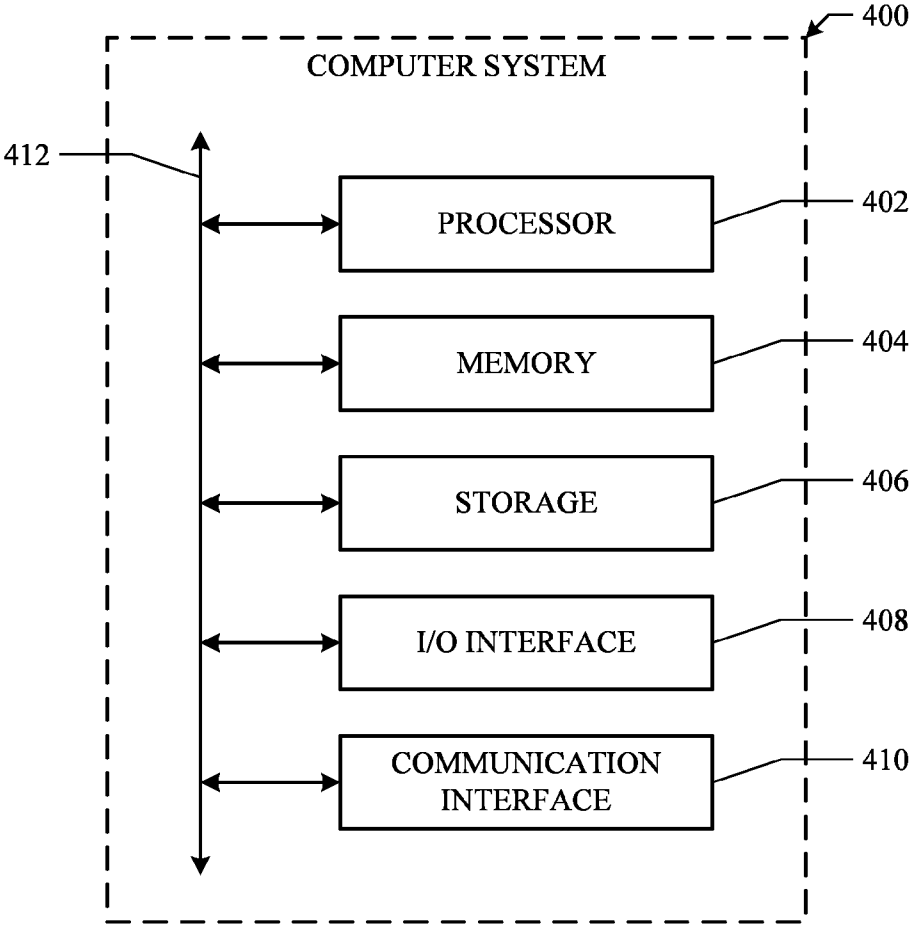 400
COMPUTER SYSTEM
412
PROCESSOR
402
MEMORY
404
STORAGE
406
I/O INTERFACE
408
COMMUNICATION
INTERFACE
410